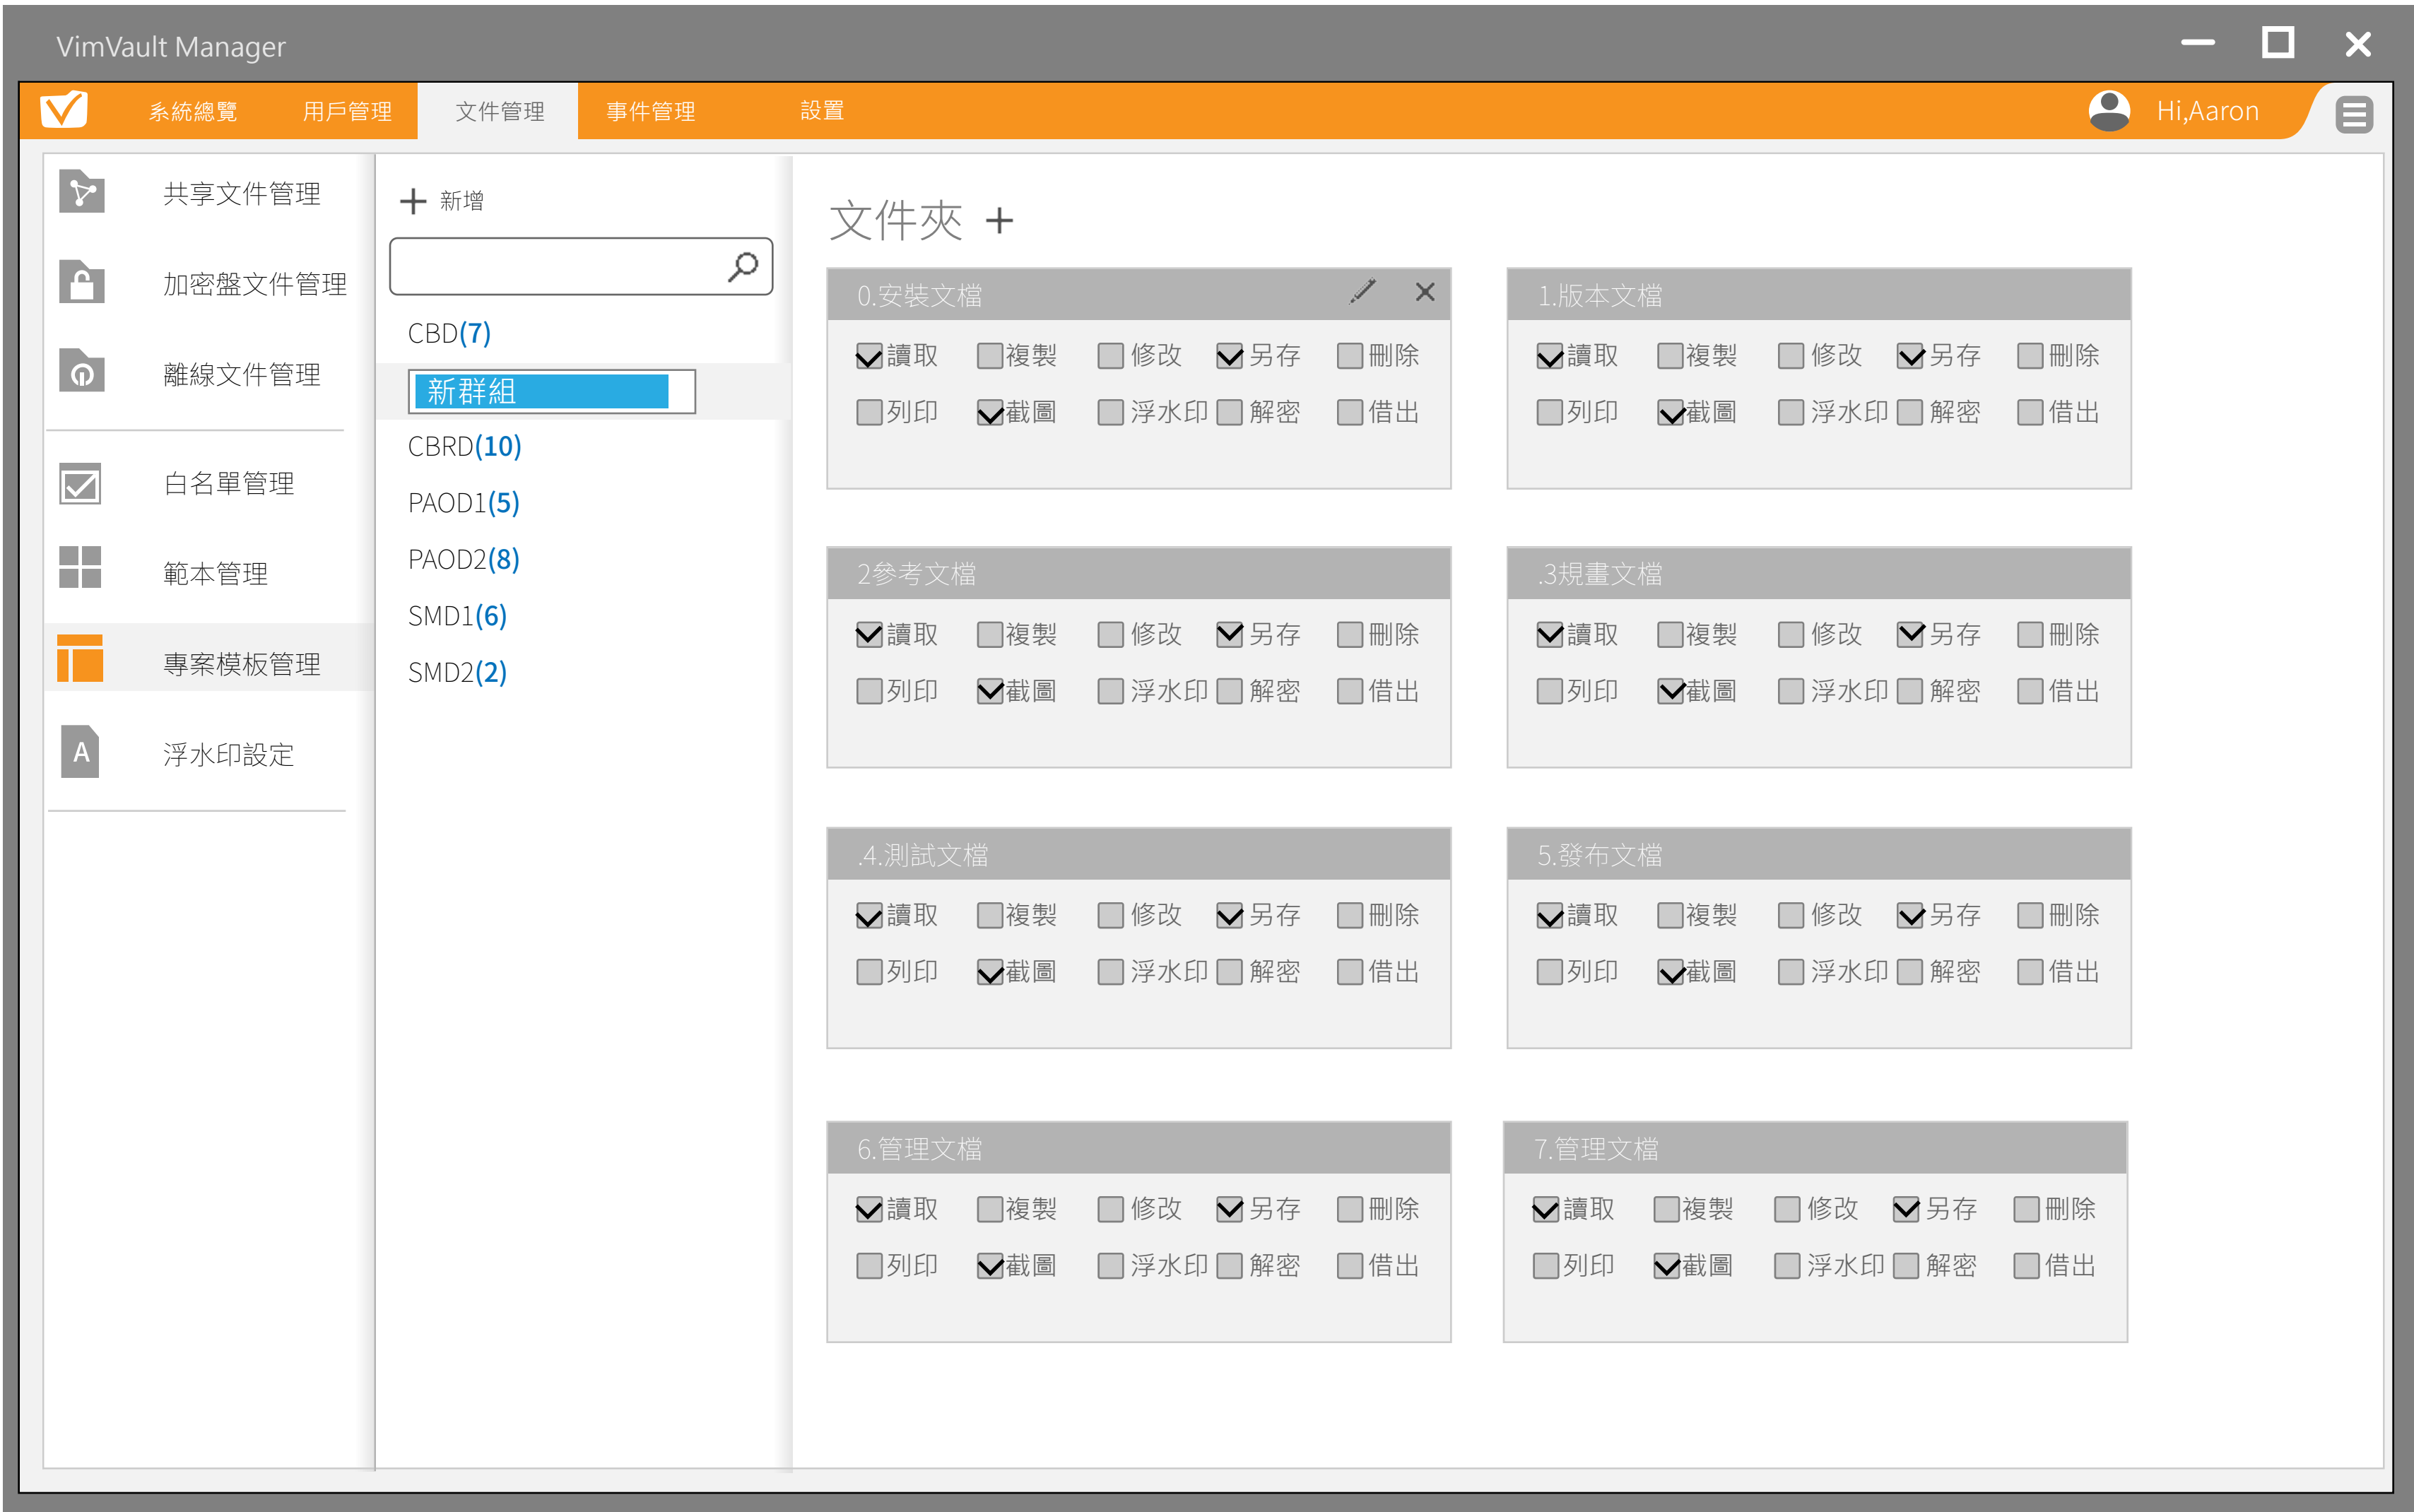 VimVault Manager
系統總覽 用戶管理 文件管理 事件管理 設置 Hi,Aaron
共享文件管理
加密盤文件管理
離線文件管理
白名單管理
範本管理
專案模板管理
A 浮水印設定
新增
CBD(7)
新群組
CBRD(10)
PAOD1(5)
PAOD2(8)
SMD1(6)
SMD2(2)
文件夾
0.安裝文檔
讀取 複製 修改 另存 刪除
列印 截圖 浮水印 解密 借出
1.版本文檔
讀取 複製 修改 另存 刪除
列印 截圖 浮水印 解密 借出
2參考文檔
讀取 複製 修改 另存 刪除
列印 截圖 浮水印 解密 借出
.3規畫文檔
讀取 複製 修改 另存 刪除
列印 截圖 浮水印 解密 借出
.4.測試文檔
讀取 複製 修改 另存 刪除
列印 截圖 浮水印 解密 借出
5.發布文檔
讀取 複製 修改 另存 刪除
列印 截圖 浮水印 解密 借出
6.管理文檔
讀取 複製 修改 另存 刪除
列印 截圖 浮水印 解密 借出
7.管理文檔
讀取 複製 修改 另存 刪除
列印 截圖 浮水印 解密 借出